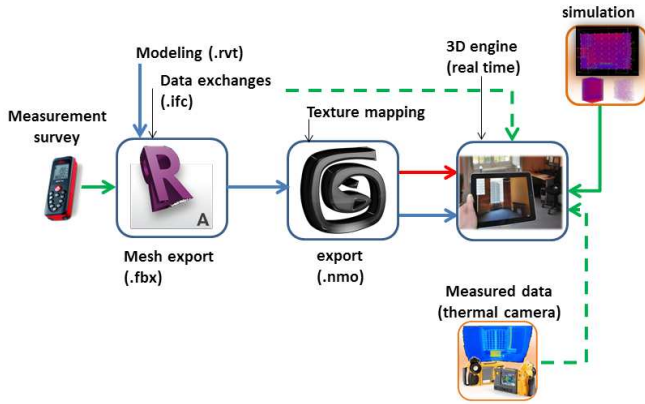 simulation
Modeling (.rvt)
3D engine
(real time)
Data exchanges
(.ifc)
Measurement
survey
Texture mapping
R
A
Mesh export
(.fbx)
export
(.nmo)
Measured data
(thermal camera)